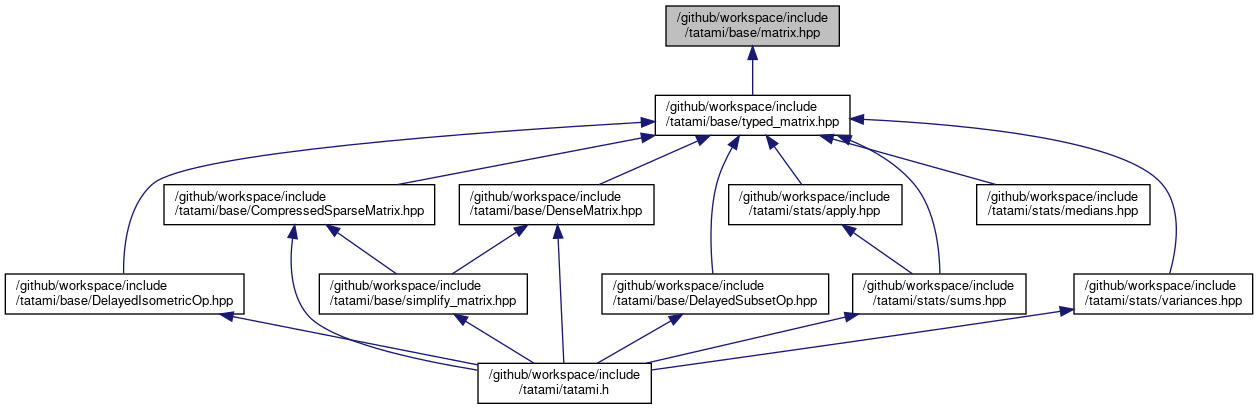 /github/workspace/include
/tatami/base/matrix.hpp
/github/workspace/include
/tatami/base/typed_matrix.hpp
/github/workspace/include
/tatami/base/CompressedSparseMatrix.hpp
/github/workspace/include
/tatami/base/DenseMatrix.hpp
/github/workspace/include
/tatami/stats/apply.hpp
/github/workspace/include
/tatami/stats/medians.hpp
/github/workspace/include
/tatami/base/DelayedIsometricOp.hpp
/github/workspace/include
/tatami/base/simplify_matrix.hpp
/github/workspace/include
/tatami/base/DelayedSubsetOp.hpp
/github/workspace/include
/tatami/stats/sums.hpp
/github/workspace/include
/tatami/stats/variances.hpp
/github/workspace/include
/tatami/tatami.h